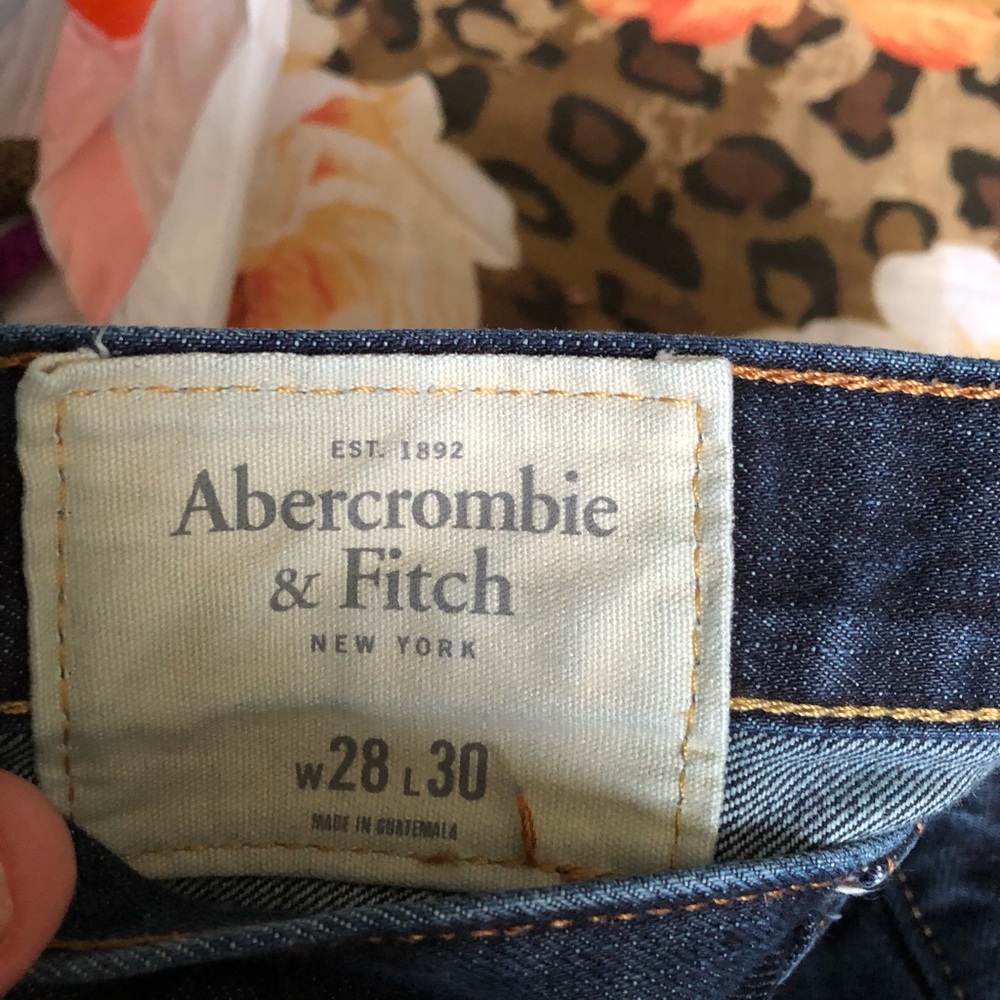 EST. 1892
Abercrombie
& Fitch
NEW YORK
W28 L30
MADE IN GUATEMALA